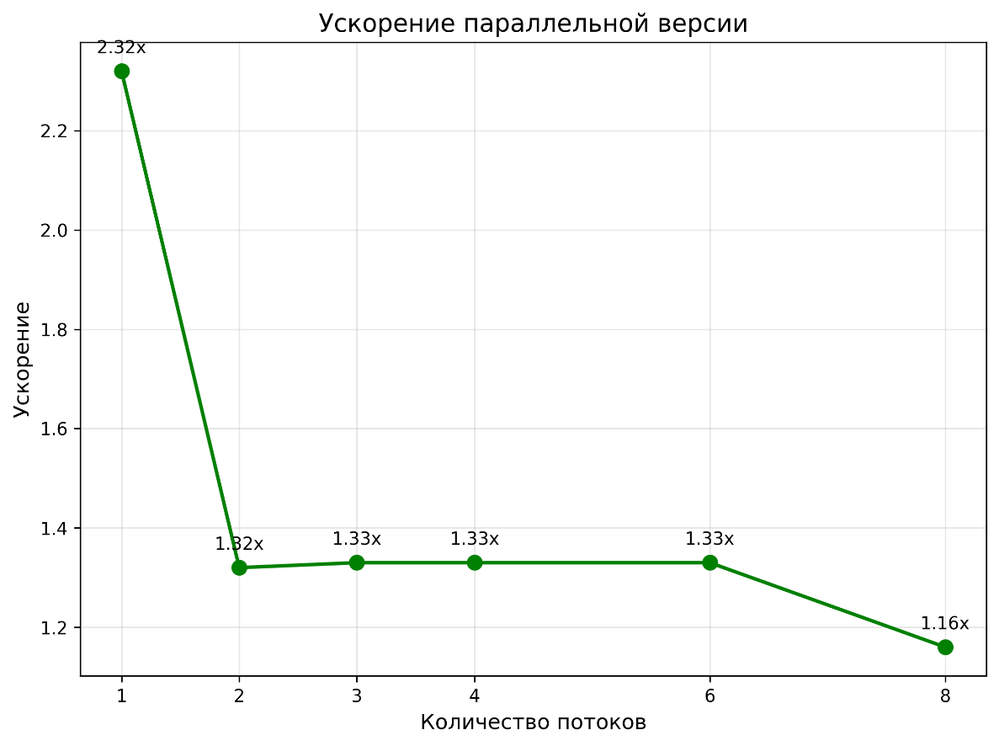 Ускорение параллельной версии
2.32x
2.2
2.0
1.8
1.6
1.4
1.2
Ускорение
1.32x
1.33x
1.33x
1.33x
1.16x
1
2
3
4
6
8
Количество потоков